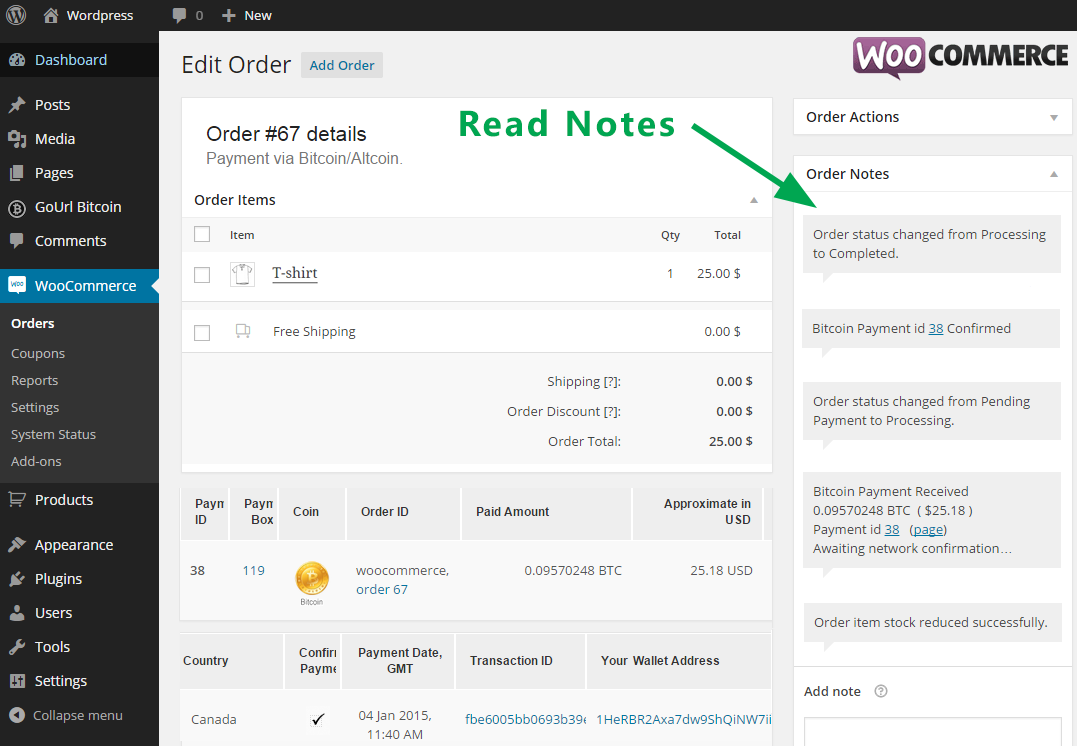 Wordpress
0
New
Dashboard
Posts
Media
Pages
GoUrl Bitcoin
Comments
WOO
WooCommerce
Orders
Coupons
Reports
Settings
System Status
Add-ons
Products
Appearance
Plugins
Users
Tools
Settings
Collapse menu
Edit Order
Add Order
WOO COMMERCE
Read Notes
Order #67 details
Payment via Bitcoin/Altcoin.
Order Items
Item Qty Total
T-shirt 1 25.00 $
Free Shipping 0.00 $
Shipping [?]: 0.00 $
Order Discount [?]: 0.00 $
Order Total: 25.00 $
Paym
ID
Paym
Box
Coin
Order ID
Paid Amount
Approximate in
USD
38
119
Bitcoin
woocommerce,
order 67
0.09570248 BTC
25.18 USD
Country
Confir
Payme
Payment Date,
GMT
Transaction ID
Your Wallet Address
Canada
04 Jan 2015,
11:40 AM
fbe6005bb0693b39e
1HeRBR2Axa7dw9ShQiNW7ii
Order Actions
Order Notes
Order status changed from Processing
to Completed.
Bitcoin Payment id 38 Confirmed
Order status changed from Pending
Payment to Processing.
Bitcoin Payment Received
0.09570248 BTC ( $25.18 )
Payment id 38 (page)
Awaiting network confirmation...
Order item stock reduced successfully.
Add note ?